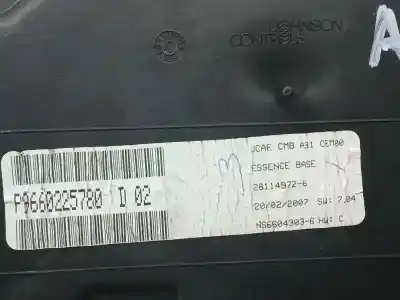 JOHNSON
CONTROLS
A
JCAE CMB A31 CEM00
ESSENCE BASE
28114972-6
P9660225780 D 02
20/02/2007 SW: 7.04
NS6604303-6 HW: C